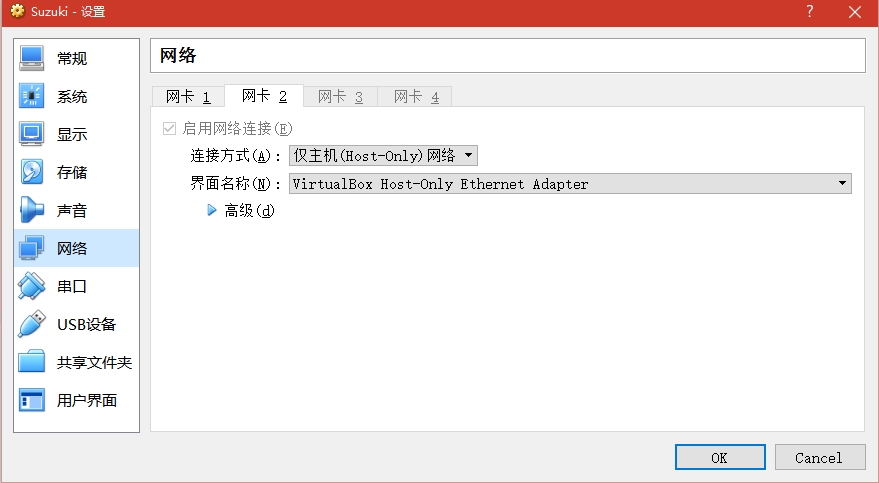 Suzuki - 设置
?
常规
系统
显示
存储
声音
网络
串口
USB设备
共享文件夹
用户界面
网络
网卡 1 网卡 2 网卡 3 网卡 4
启用网络连接(E)
连接方式(A): 仅主机(Host-Only)网络
界面名称(N): VirtualBox Host-Only Ethernet Adapter
高级(d)
OK Cancel